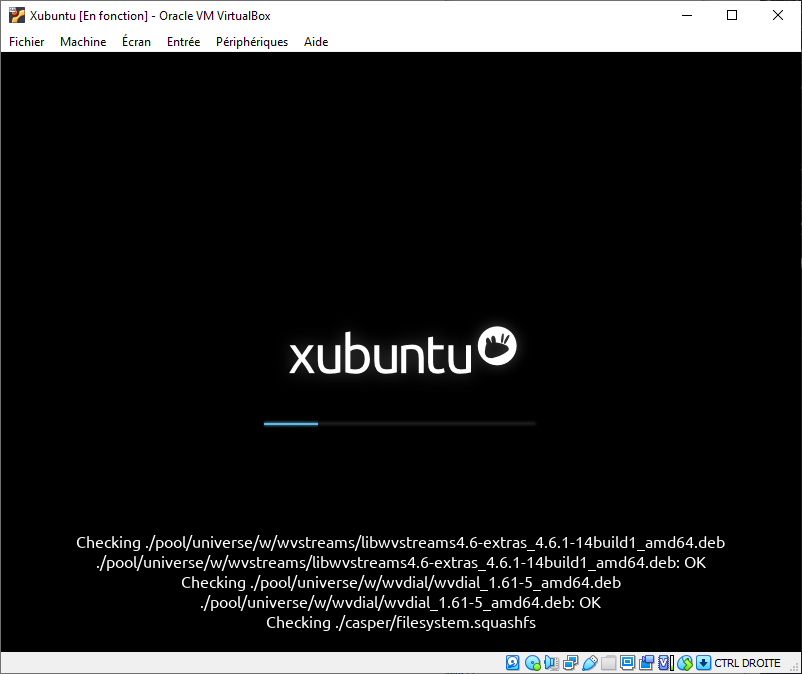 Xubuntu [En fonction] - Oracle VM VirtualBox
Fichier Machine Écran Entrée Périphériques Aide
xubuntu
Checking ./pool/universe/w/wvstreams/libwvstreams4.6-extras_4.6.1-14build1_amd64.deb
./pool/universe/w/wvstreams/libwvstreams4.6-extras_4.6.1-14build1_amd64.deb: OK
Checking ./pool/universe/w/wvdial/wvdial_1.61-5_amd64.deb
./pool/universe/w/wvdial/wvdial_1.61-5_amd64.deb: OK
Checking ./casper/filesystem.squashfs
CTRL DROITE